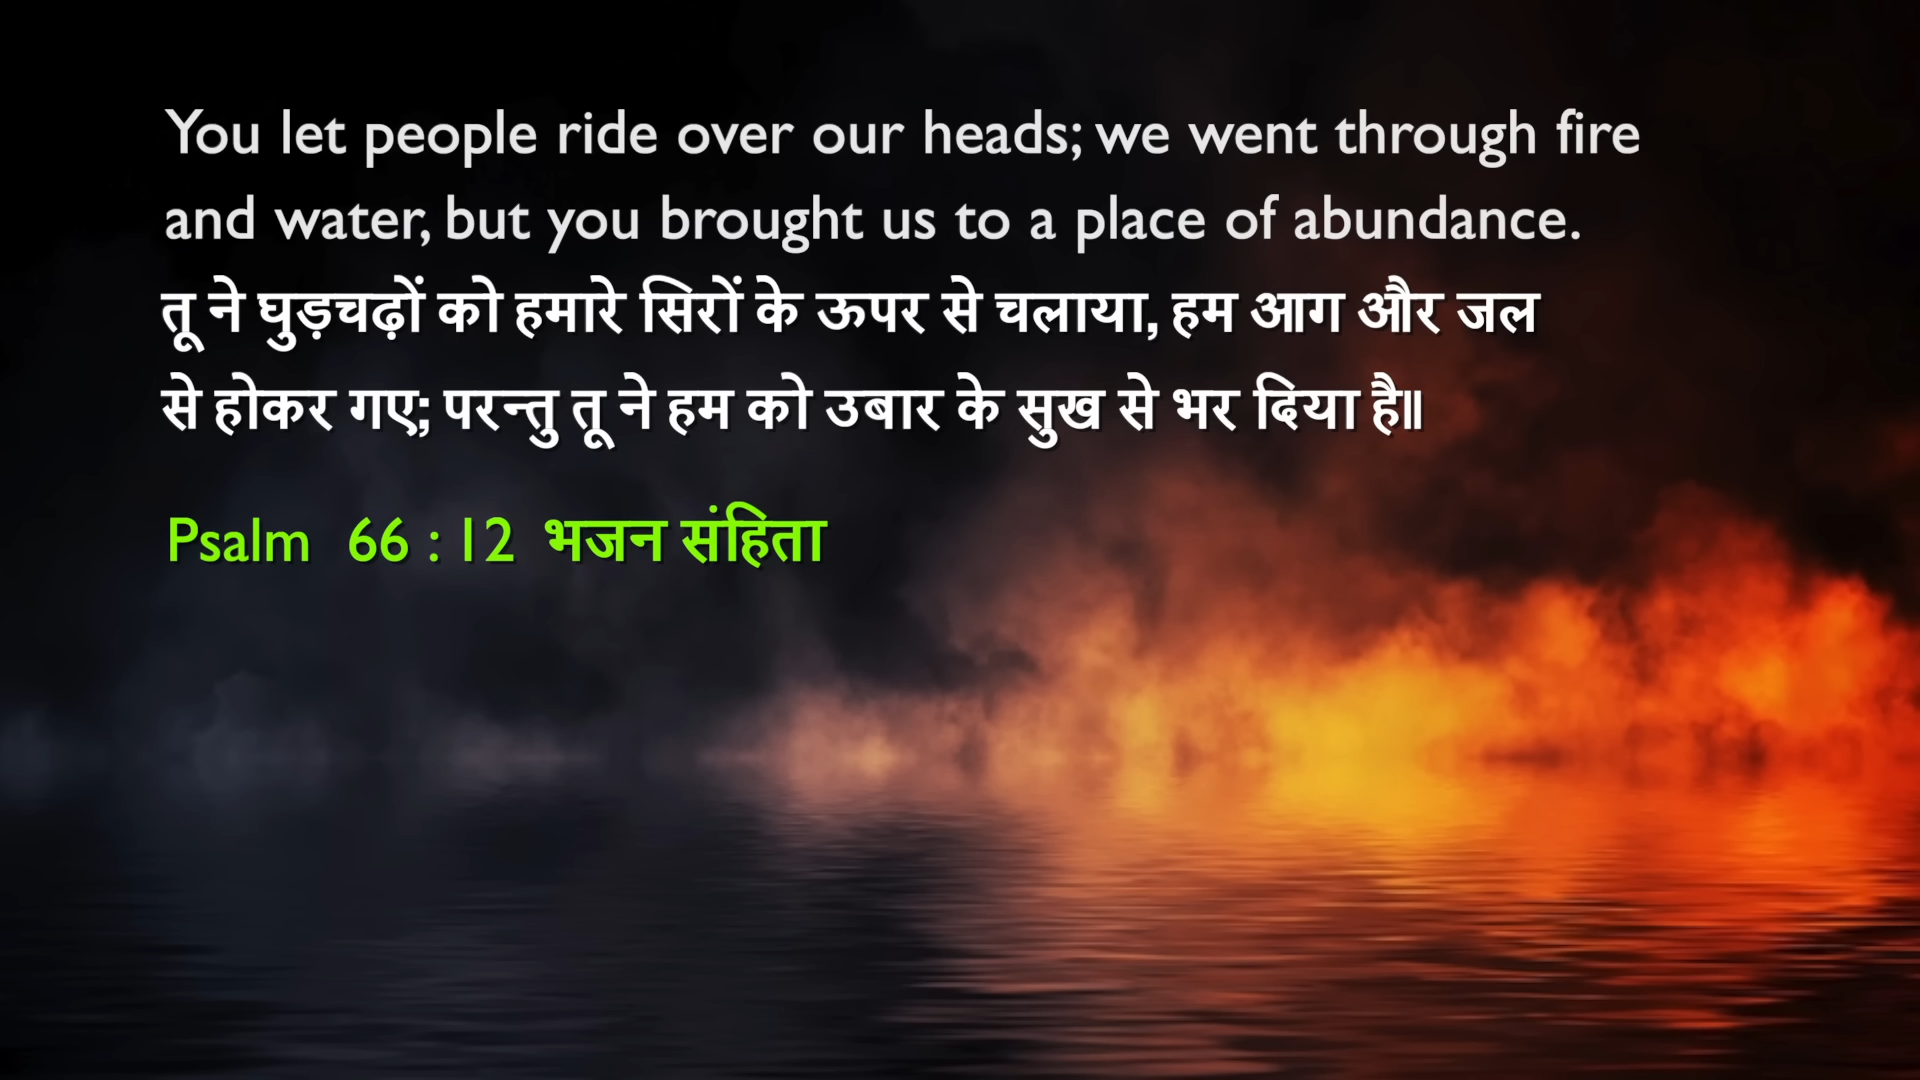 You let people ride over our heads; we went through fire
and water, but you brought us to a place of abundance.
तू ने घुड़चढ़ों को हमारे सिरों के ऊपर से चलाया, हम आग और जल
से होकर गए; परन्तु तू ने हम को उबार के सुख से भर दिया है॥
Psalm 66 : 12 भजन संहिता